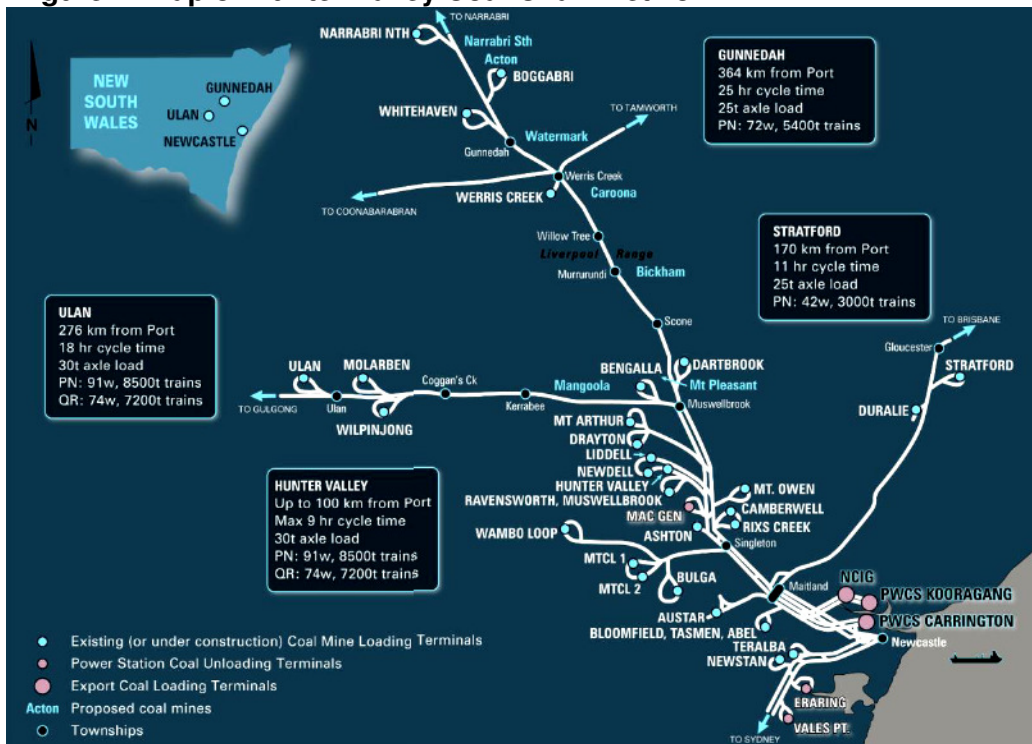 TO NARRABRI
NARRABRI NTH
Narrabri Sth
Acton
BOGGABRI
WHITEHAVEN
Watermark
Gunnedah
TO TAMWORTH
Werris Creek
WERRIS CREEK
Caroona
TO COONABARABRAN
NEW
SOUTH
WALES
GUNNEDAH
ULAN
NEWCASTLE
N
GUNNEDAH
364 km from Port
25 hr cycle time
25t axle load
PN: 72w, 5400t trains
Willow Tree
Liverpool Range
Murrurundi
Bickham
STRATFORD
170 km from Port
11 hr cycle time
25t axle load
PN: 42w, 3000t trains
Scone
TO BRISBANE
Gloucester
STRATFORD
DURALIE
ULAN
276 km from Port
18 hr cycle time
30t axle load
PN: 91w, 8500t trains
QR: 74w, 7200t trains
ULAN
MOLARBEN
Coggan's Ck
Mangoola
BENGALLA
DARTBROOK
Mt Pleasant
TO GULGONG
Ulan
WILPINJONG
Kerrabee
Muswellbrook
MT ARTHUR
DRAYTON
LIDDELL
NEWDELL
HUNTER VALLEY
RAVENSWORTH, MUSWELLBROOK
MAC GEN
ASHTON
MT. OWEN
CAMBERWELL
RIXS CREEK
Singleton
HUNTER VALLEY
Up to 100 km from Port
Max 9 hr cycle time
30t axle load
PN: 91w, 8500t trains
QR: 74w, 7200t trains
WAMBO LOOP
MTCL 1
MTCL 2
BULGA
Maitland
NCIG
PWCS KOORAGANG
PWCS CARRINGTON
Newcastle
AUSTAR
BLOOMFIELD, TASMEN, ABEL
TERALBA
NEWSTAN
ERARING
VALES PT.
TO SYDNEY
Existing (or under construction) Coal Mine Loading Terminals
Power Station Coal Unloading Terminals
Export Coal Loading Terminals
Acton Proposed coal mines
Townships